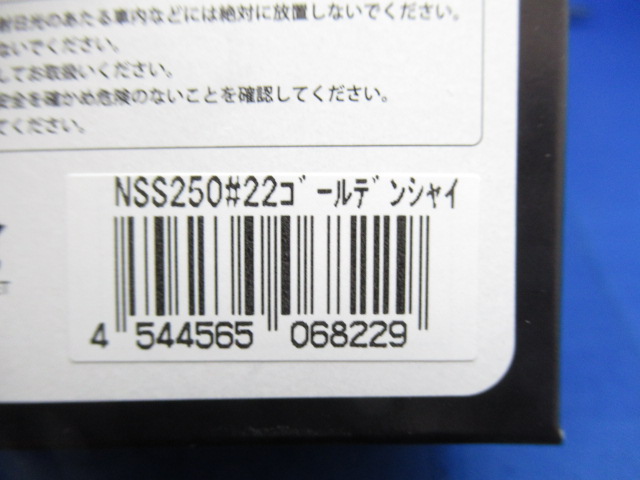 射日光のあたる車内などには絶対に放置しないでください。
ないでください。
してお取扱いください。
安全を確かめ危険のないことを確認してください。
てください。
NSS250#22ｺﾞｰﾙﾃﾞﾝｼｬｲ
4 544565 068229